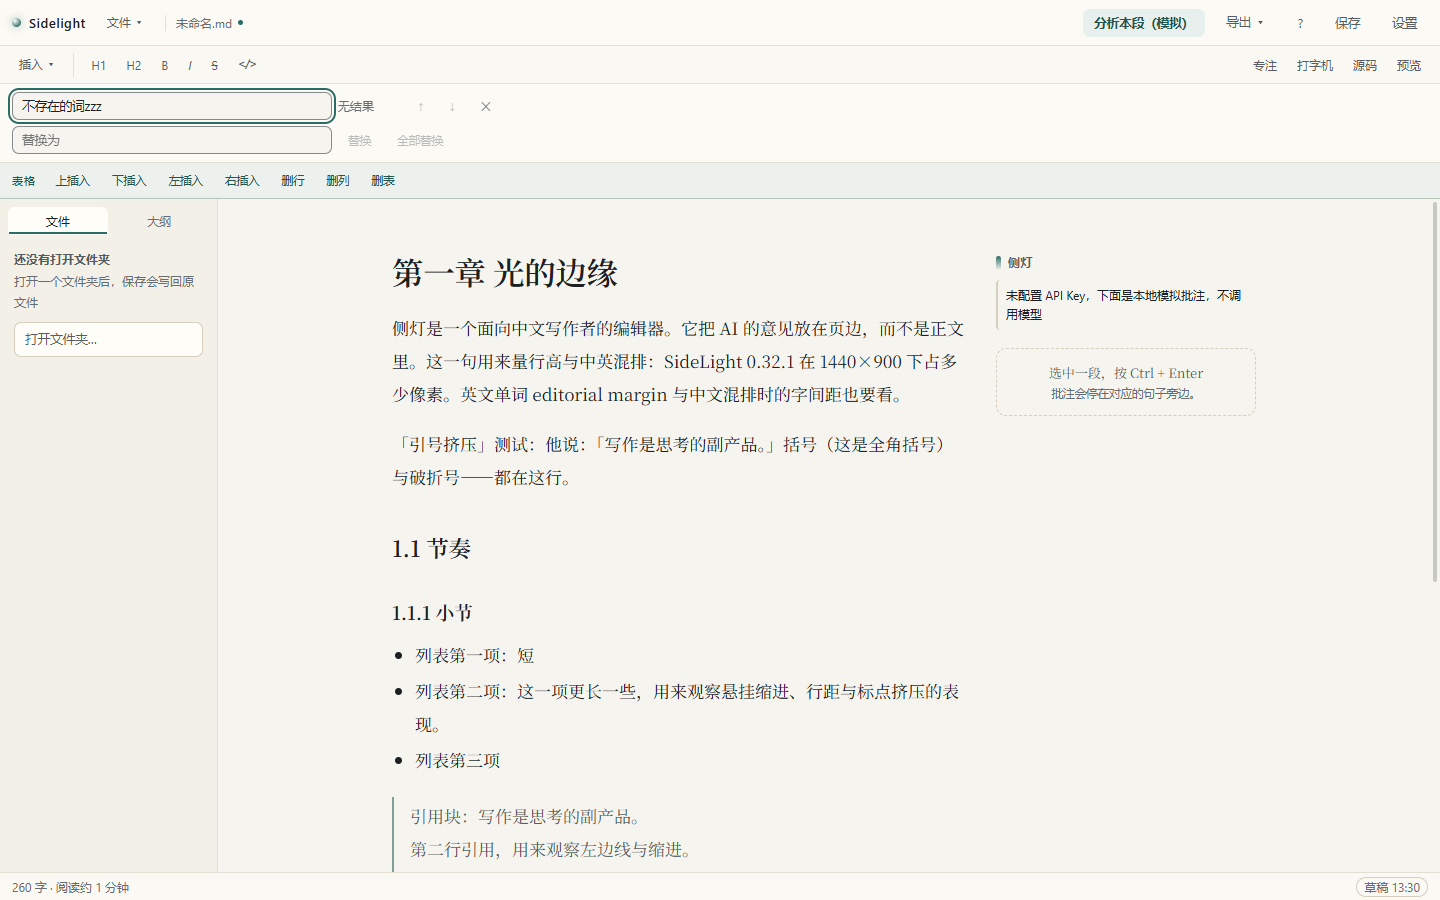 Sidelight 文件 未命名.md 分析本段（模拟） 导出 ? 保存 设置
插入 H1 H2 B I S </> 专注 打字机 源码 预览
不存在的词zzz 无结果 ↑ ↓ ×
替换为 替换 全部替换
表格 上插入 下插入 左插入 右插入 删行 删列 删表
文件 大纲
还没有打开文件夹
打开一个文件夹后，保存会写回原
文件
打开文件夹...
第一章 光的边缘
侧灯是一个面向中文写作者的编辑器。它把 AI 的意见放在页边，而不是正文
里。这一句用来量行高与中英混排：SideLight 0.32.1 在 1440×900 下占多
少像素。英文单词 editorial margin 与中文混排时的字间距也要看。
「引号挤压」测试：他说：「写作是思考的副产品。」括号（这是全角括号）
与破折号——都在这行。
1.1 节奏
1.1.1 小节
列表第一项：短
列表第二项：这一项更长一些，用来观察悬挂缩进、行距与标点挤压的表
现。
列表第三项
引用块：写作是思考的副产品。
第二行引用，用来观察左边线与缩进。
侧灯
未配置 API Key，下面是本地模拟批注，不调
用模型
选中一段，按 Ctrl + Enter
批注会停在对应的句子旁边。
260 字 · 阅读约 1 分钟 草稿 13:30